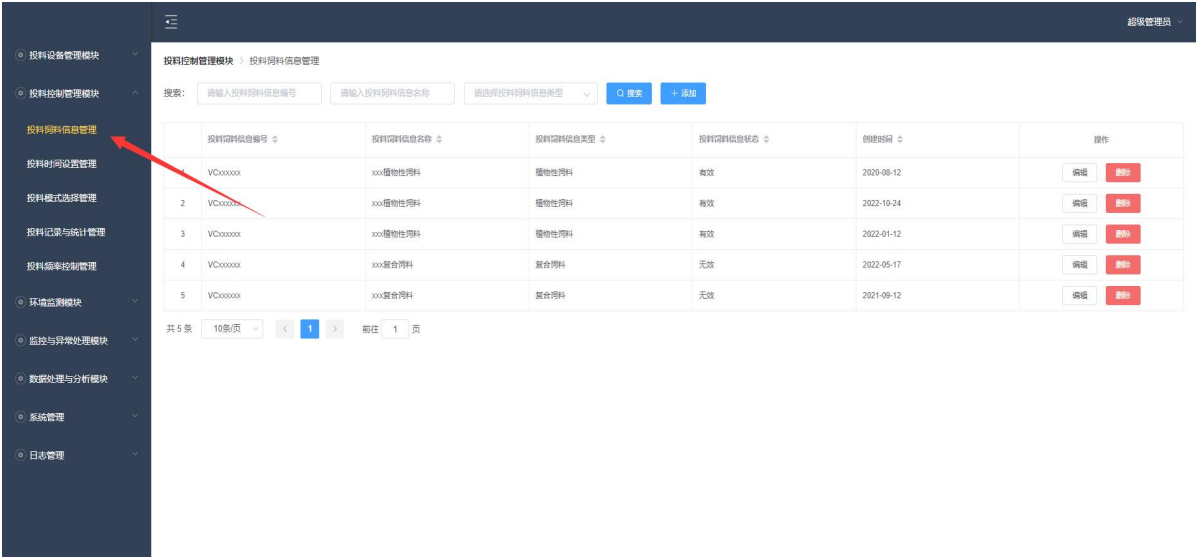 超级管理员
投料设备管理模块
投料控制管理模块
投料饲料信息管理
投料时间设置管理
投料模式选择管理
投料记录与统计管理
投料频率控制管理
环境监测模块
监控与异常处理模块
数据处理与分析模块
系统管理
日志管理
投料控制管理模块 > 投料饲料信息管理
搜索: 请输入投料饲料信息编号 请输入投料饲料信息名称 请选择投料饲料信息类型 搜索 + 添加
投料饲料信息编号 投料饲料信息名称 投料饲料信息类型 投料饲料信息状态 创建时间 操作
VCxxxxxx xxx植物性饲料 植物性饲料 有效 2020-08-12 编辑 删除
2 VCxxxxxx xxx植物性饲料 植物性饲料 有效 2022-10-24 编辑 删除
3 VCxxxxxx xxx植物性饲料 植物性饲料 有效 2022-01-12 编辑 删除
4 VCxxxxxx xxx复合饲料 复合饲料 无效 2022-05-17 编辑 删除
5 VCxxxxxx xxx复合饲料 复合饲料 无效 2021-09-12 编辑 删除
共 5 条 10条/页 < 1 > 前往 1 页